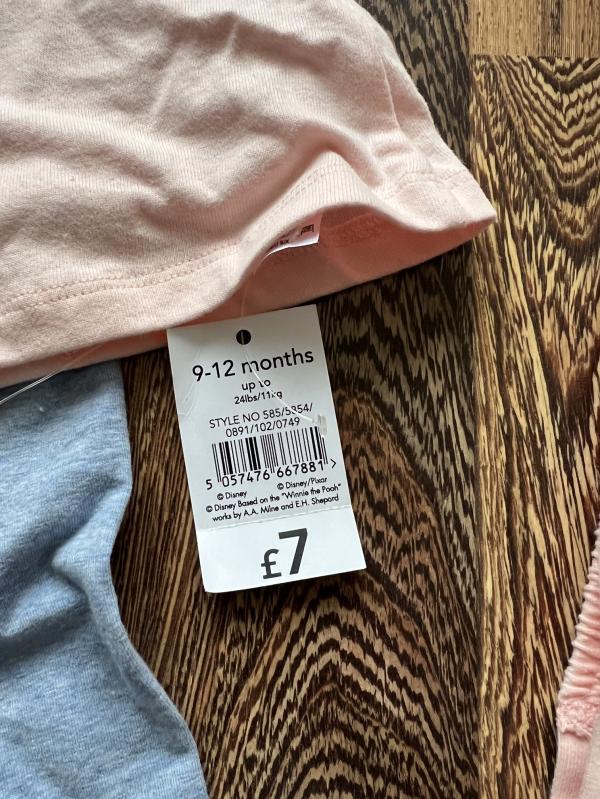 9-12 months
up to
24lbs/11kg
STYLE NO 585/5354/
0891/102/0749
5 057476 667881 >
© Disney © Disney/Pixar
© Disney Based on the "Winnie the Pooh"
works by A.A. Milne and E.H. Shepard
£7